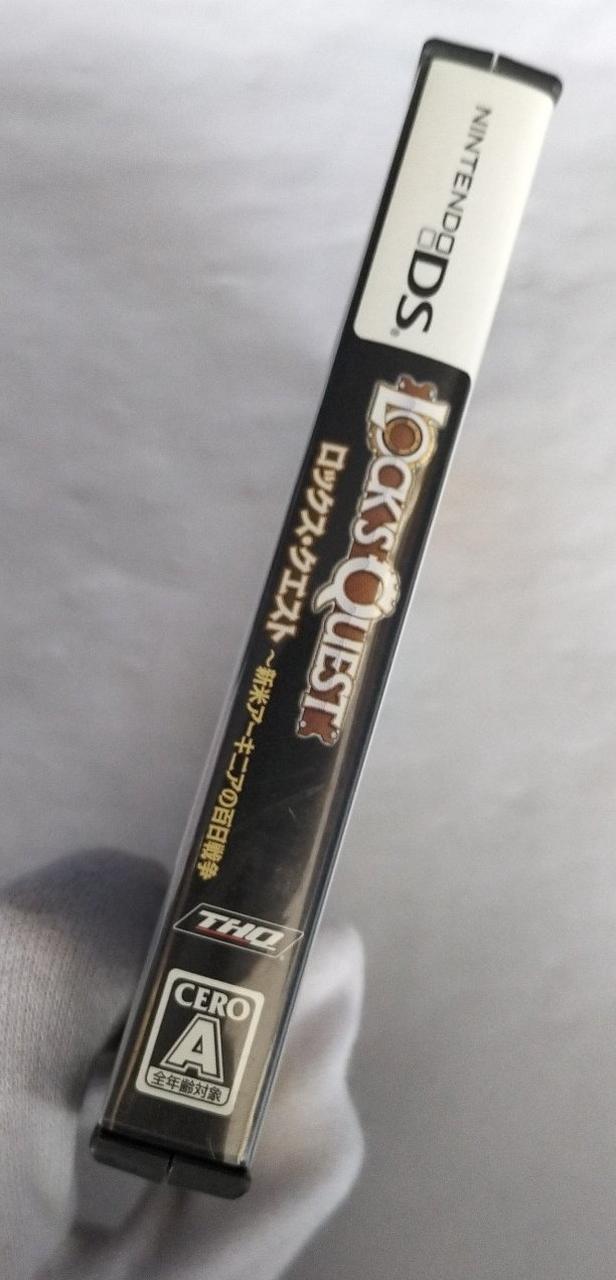 NINTENDO DS®
LOCK'S QUEST
ロックス・クエスト
～新米アーキニアの百日戦争
THQ®
CERO
A
全年齢対象